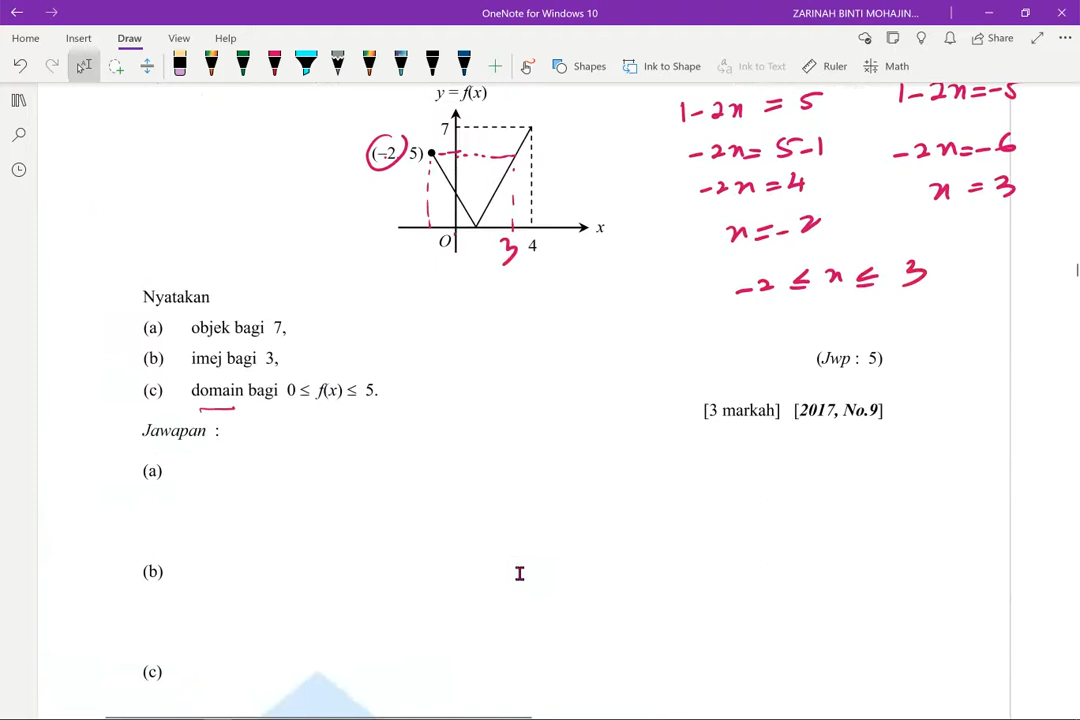 OneNote for Windows 10
ZARINAH BINTI MOHAJIN...
Home Insert Draw View Help
Share
Shapes Ink to Shape Ink to Text Ruler Math
y = f(x)
7
(–2, 5)
O 3 4 x
1 - 2x = 5
-2x = 5-1
-2x = 4
x = -2
1 - 2x = -5
-2x = -6
x = 3
-2 ≤ x ≤ 3
Nyatakan
(a) objek bagi 7,
(b) imej bagi 3,
(Jwp : 5)
(c) domain bagi 0 ≤ f(x) ≤ 5.
[3 markah] [2017, No.9]
Jawapan :
(a)
(b)
(c)